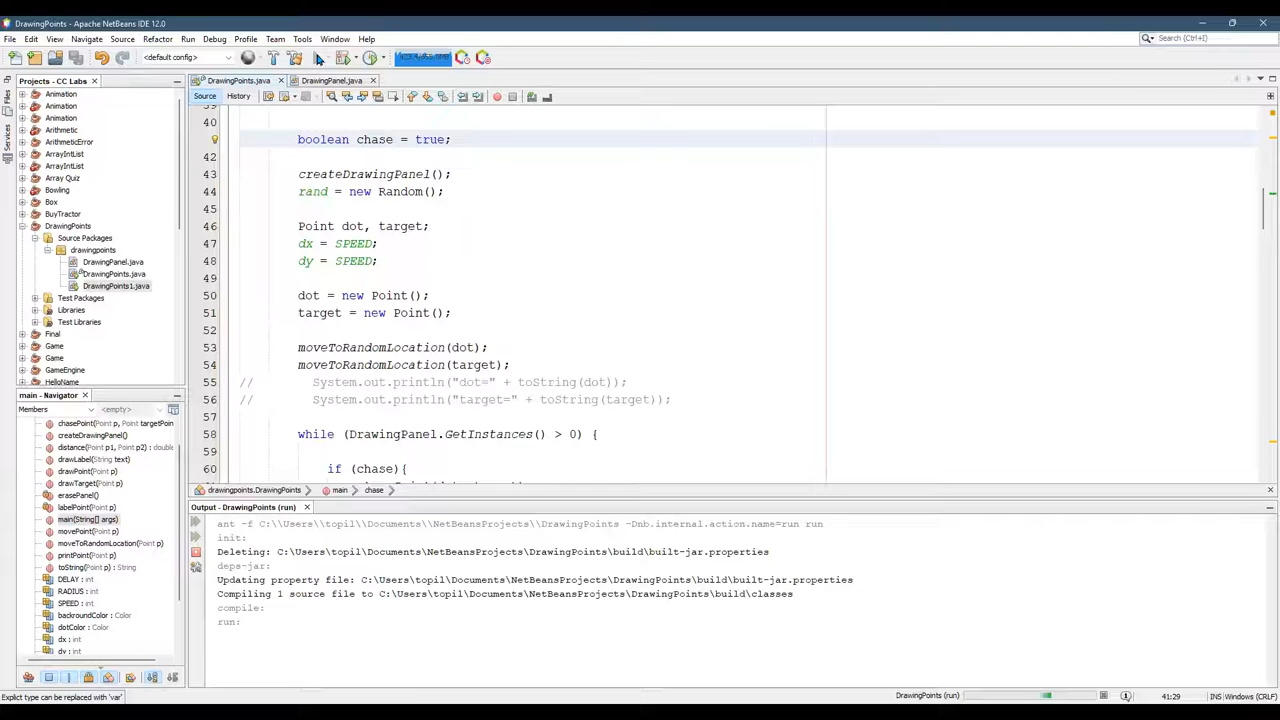 DrawingPoints - Apache NetBeans IDE 12.0
File Edit View Navigate Source Refactor Run Debug Profile Team Tools Window Help
Search (Ctrl+I)
<default config>
Projects - CC Labs
DrawingPoints.java
DrawingPanel.java
Files
Services
Source History
Animation
Animation
Animation
Arithmetic
ArithmeticError
ArrayIntList
ArrayIntList
Array Quiz
Bowling
Box
BuyTractor
DrawingPoints
Source Packages
drawingpoints
DrawingPanel.java
DrawingPoints.java
DrawingPoints1.java
Test Packages
Libraries
Test Libraries
Final
Game
Game
GameEngine
HelloName
39
40
boolean chase = true;
42
43 createDrawingPanel();
44 rand = new Random();
45
46 Point dot, target;
47 dx = SPEED;
48 dy = SPEED;
49
50 dot = new Point();
51 target = new Point();
52
53 moveToRandomLocation(dot);
54 moveToRandomLocation(target);
55 // System.out.println("dot=" + toString(dot));
56 // System.out.println("target=" + toString(target));
57
58 while (DrawingPanel.GetInstances() > 0) {
59
60 if (chase){
drawingpoints.DrawingPoints main chase
main - Navigator
Members <empty>
chasePoint(Point p, Point targetPoin
createDrawingPanel()
distance(Point p1, Point p2) : double
drawLabel(String text)
drawPoint(Point p)
drawTarget(Point p)
erasePanel()
labelPoint(Point p)
main(String[] args)
movePoint(Point p)
moveToRandomLocation(Point p)
printPoint(Point p)
toString(Point p) : String
DELAY : int
RADIUS : int
SPEED : int
backroundColor : Color
dotColor : Color
dx : int
dy : int
Output - DrawingPoints (run)
ant -f C:\\Users\\topil\\Documents\\NetBeansProjects\\DrawingPoints -Dnb.internal.action.name=run run
init:
Deleting: C:\Users\topil\Documents\NetBeansProjects\DrawingPoints\build\built-jar.properties
deps-jar:
Updating property file: C:\Users\topil\Documents\NetBeansProjects\DrawingPoints\build\built-jar.properties
Compiling 1 source file to C:\Users\topil\Documents\NetBeansProjects\DrawingPoints\build\classes
compile:
run:
Explict type can be replaced with 'var'
DrawingPoints (run)
41:29
INS Windows (CRLF)